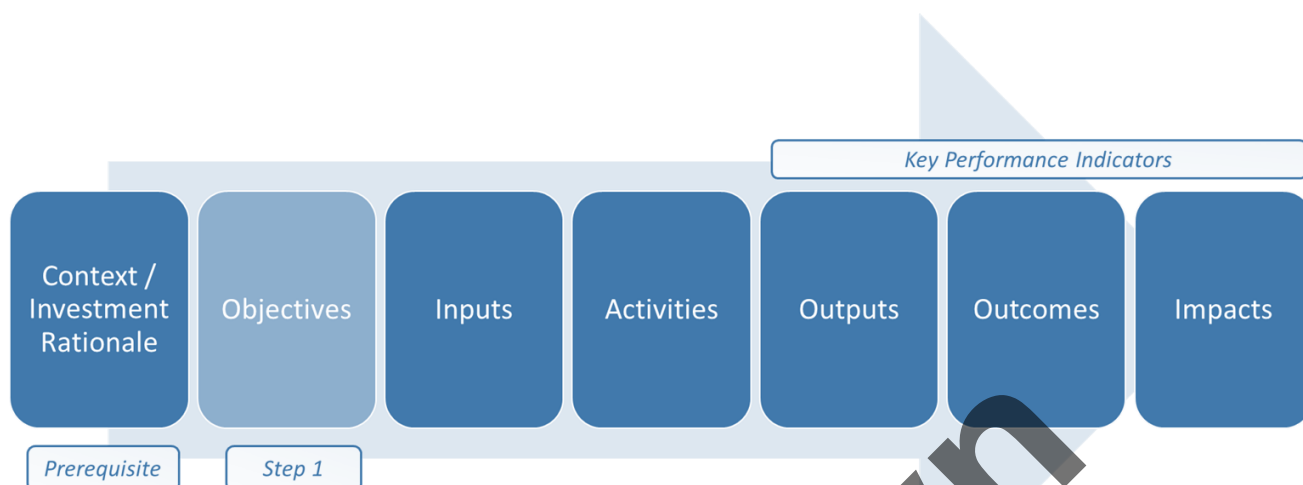 Key Performance Indicators
Context /
Investment
Rationale
Objectives
Inputs
Activities
Outputs
Outcomes
Impacts
Prerequisite
Step 1